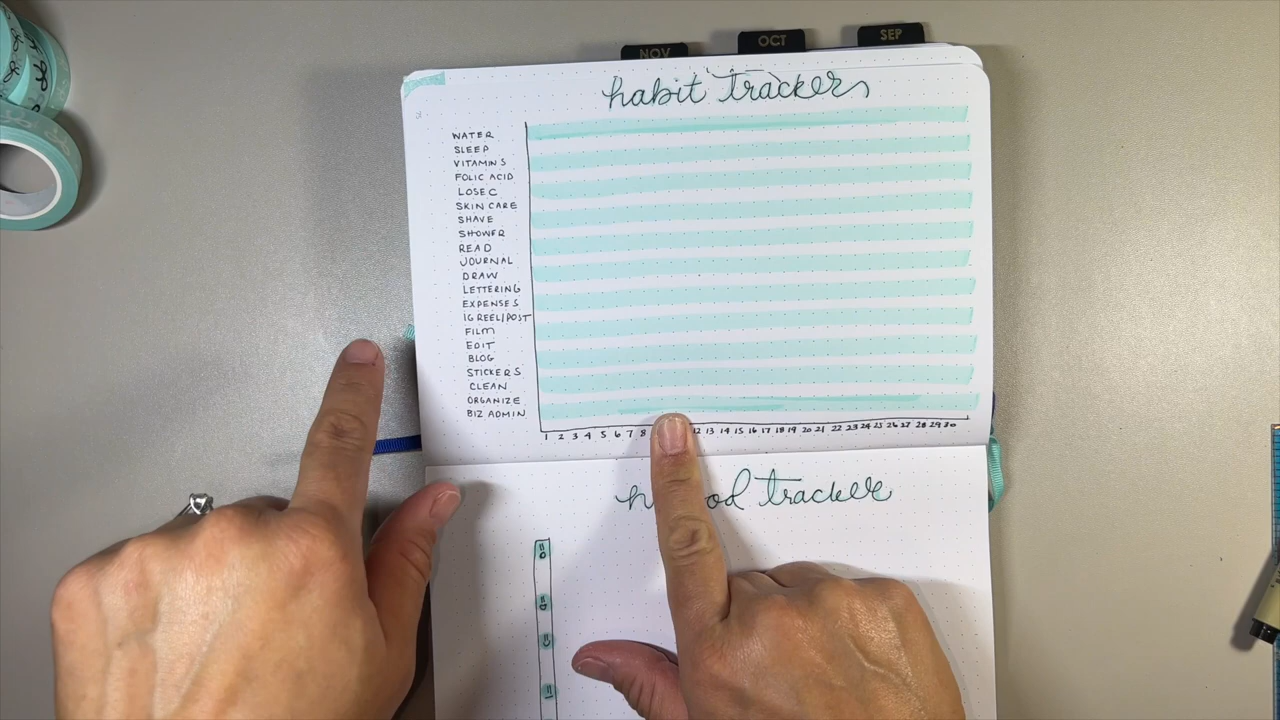 NOV OCT SEP
habit trackers
WATER
SLEEP
VITAMINS
FOLIC ACID
LOSEC
SKIN CARE
SHAVE
SHOWER
READ
JOURNAL
DRAW
LETTERING
EXPENSES
IG REEL/POST
FILM
EDIT
BLOG
STICKERS
CLEAN
ORGANIZE
BIZ ADMIN
1 2 3 4 5 6 7 8 12 13 14 15 16 17 18 19 20 21 22 23 24 25 26 27 28 29 30
tracker